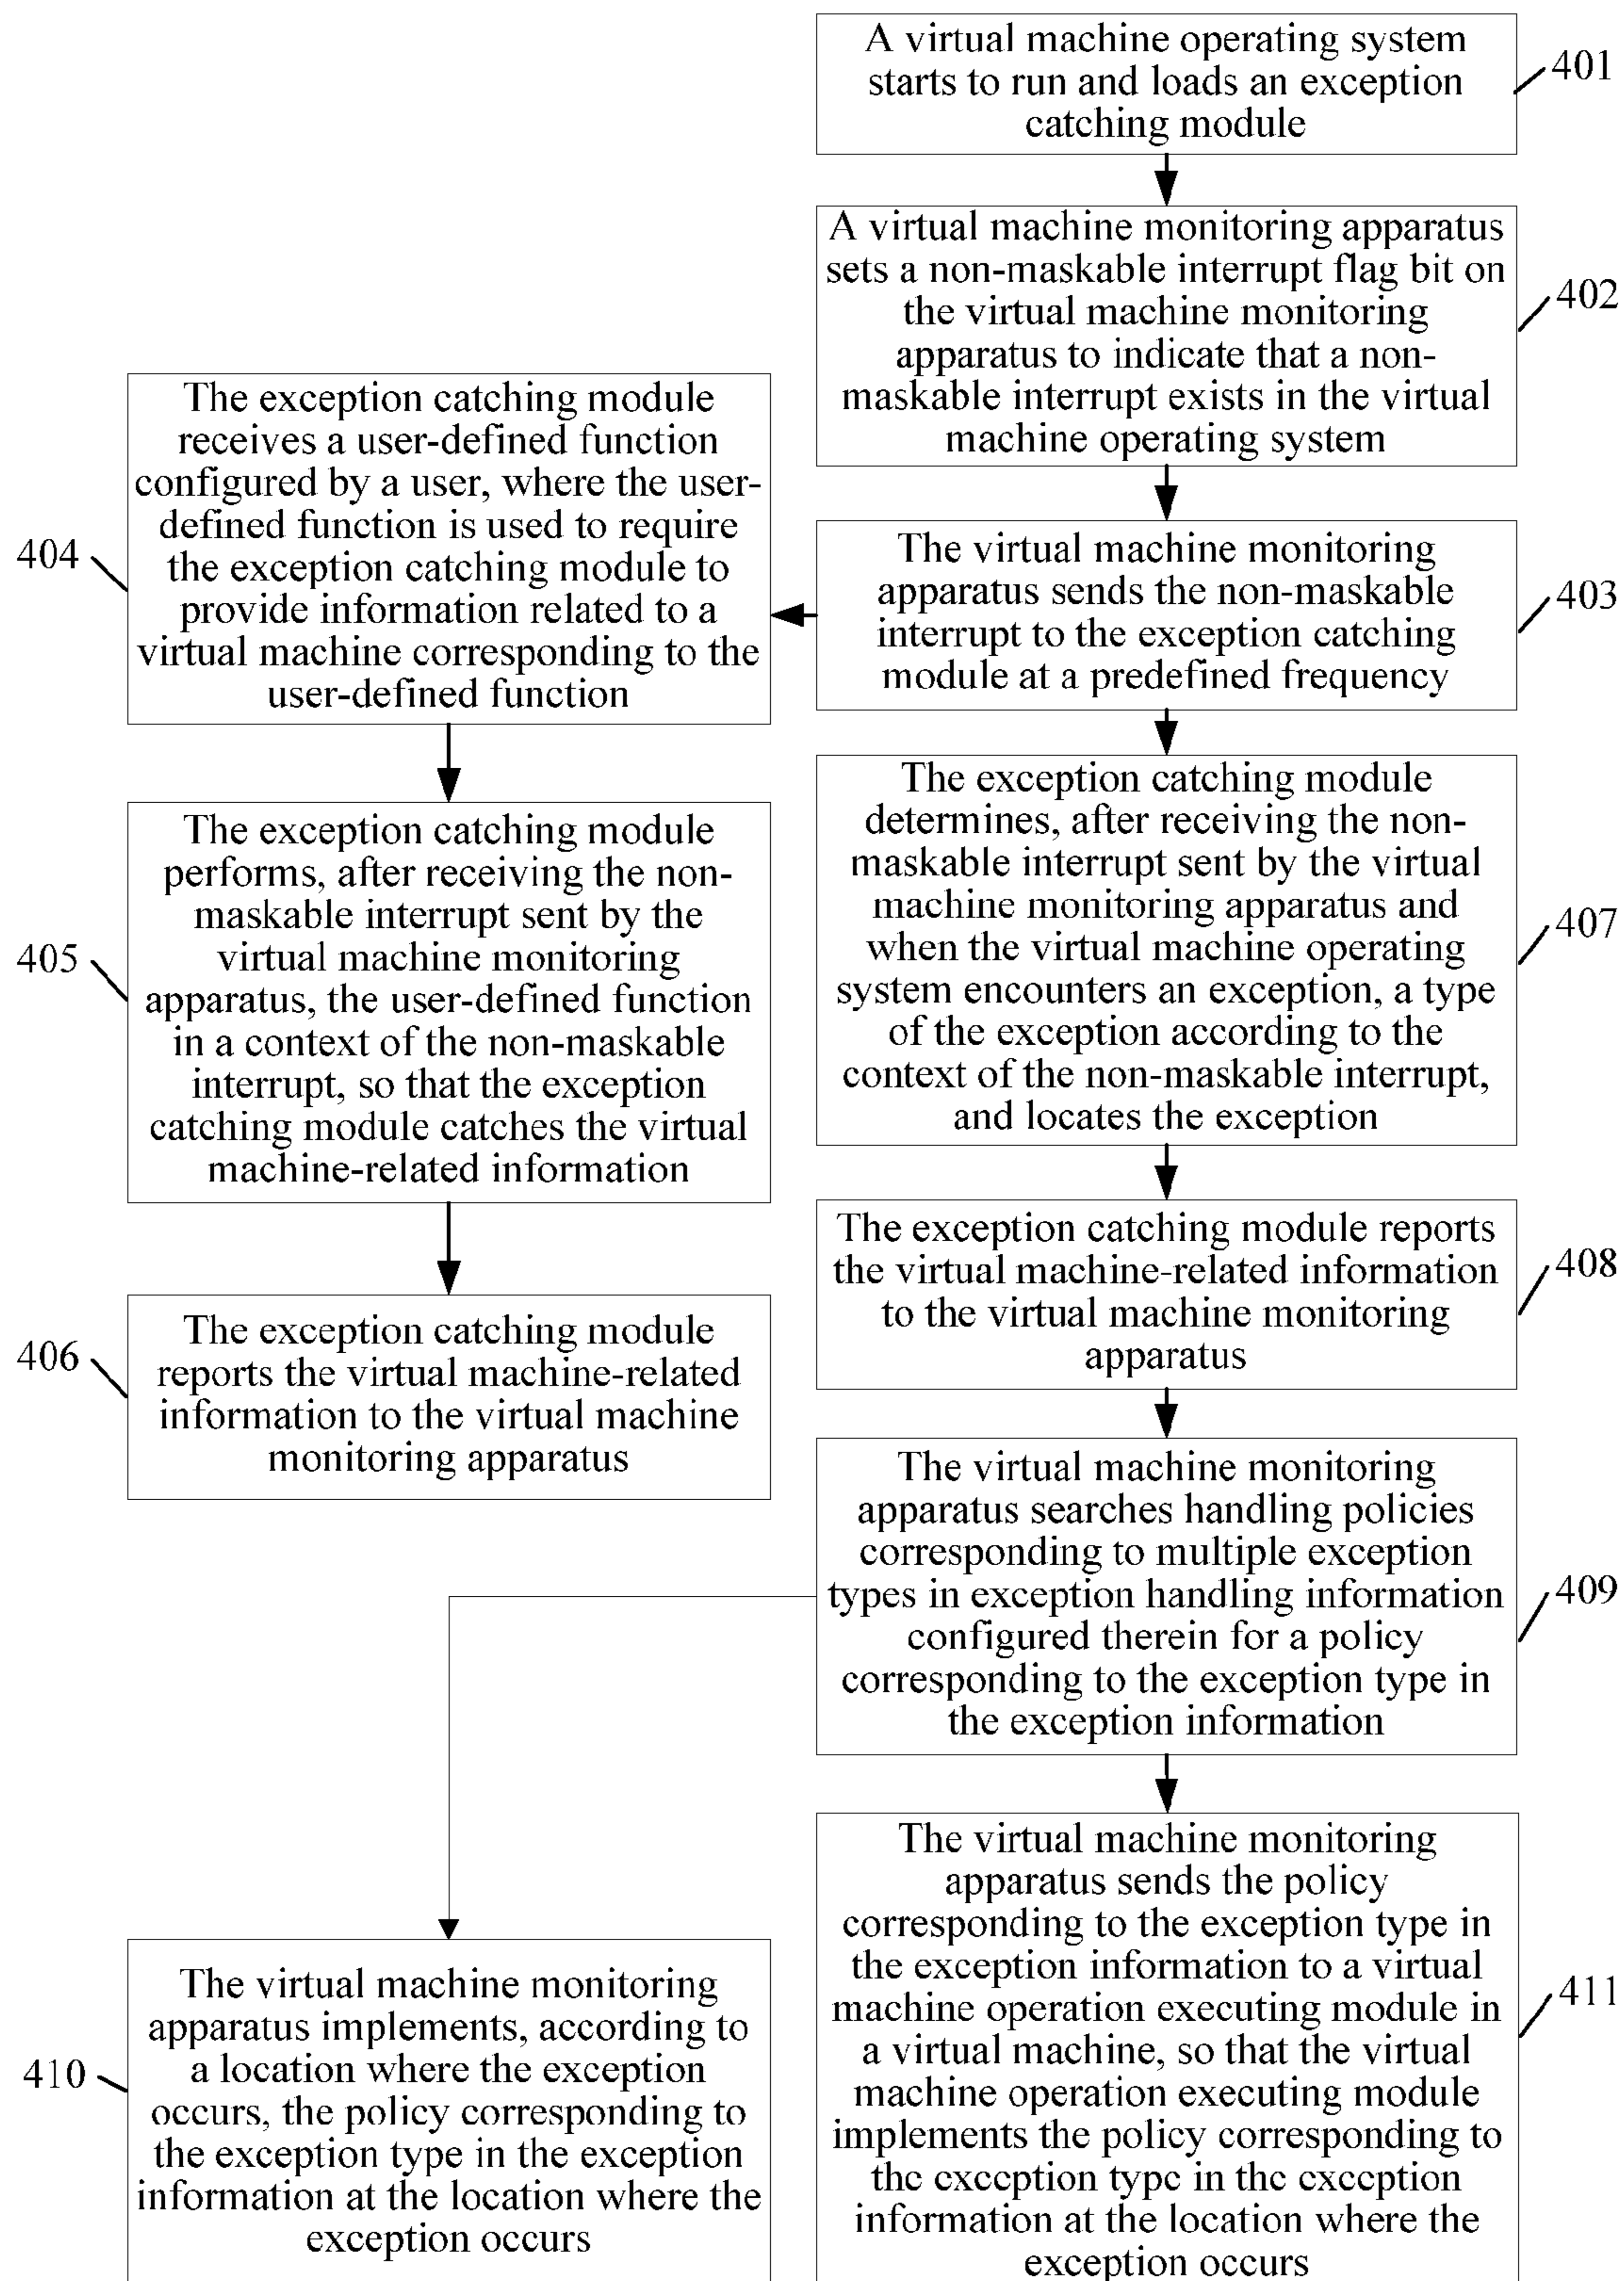 A virtual machine operating system
starts to run and loads an exception
catching module
401
A virtual machine monitoring apparatus
sets a non-maskable interrupt flag bit on
the virtual machine monitoring
apparatus to indicate that a non-
maskable interrupt exists in the virtual
machine operating system
402
The virtual machine monitoring
apparatus sends the non-maskable
interrupt to the exception catching
module at a predefined frequency
403
The exception catching module
receives a user-defined function
configured by a user, where the user-
defined function is used to require
the exception catching module to
provide information related to a
virtual machine corresponding to the
user-defined function
404
The exception catching module
performs, after receiving the non-
maskable interrupt sent by the
virtual machine monitoring
apparatus, the user-defined function
in a context of the non-maskable
interrupt, so that the exception
catching module catches the virtual
machine-related information
405
The exception catching module
reports the virtual machine-related
information to the virtual machine
monitoring apparatus
406
The exception catching module
determines, after receiving the non-
maskable interrupt sent by the virtual
machine monitoring apparatus and
when the virtual machine operating
system encounters an exception, a type
of the exception according to the
context of the non-maskable interrupt,
and locates the exception
407
The exception catching module reports
the virtual machine-related information
to the virtual machine monitoring
apparatus
408
The virtual machine monitoring
apparatus searches handling policies
corresponding to multiple exception
types in exception handling information
configured therein for a policy
corresponding to the exception type in
the exception information
409
The virtual machine monitoring
apparatus implements, according to
a location where the exception
occurs, the policy corresponding to
the exception type in the exception
information at the location where the
exception occurs
410
The virtual machine monitoring
apparatus sends the policy
corresponding to the exception type in
the exception information to a virtual
machine operation executing module in
a virtual machine, so that the virtual
machine operation executing module
implements the policy corresponding to
the exception type in the exception
information at the location where the
exception occurs
411